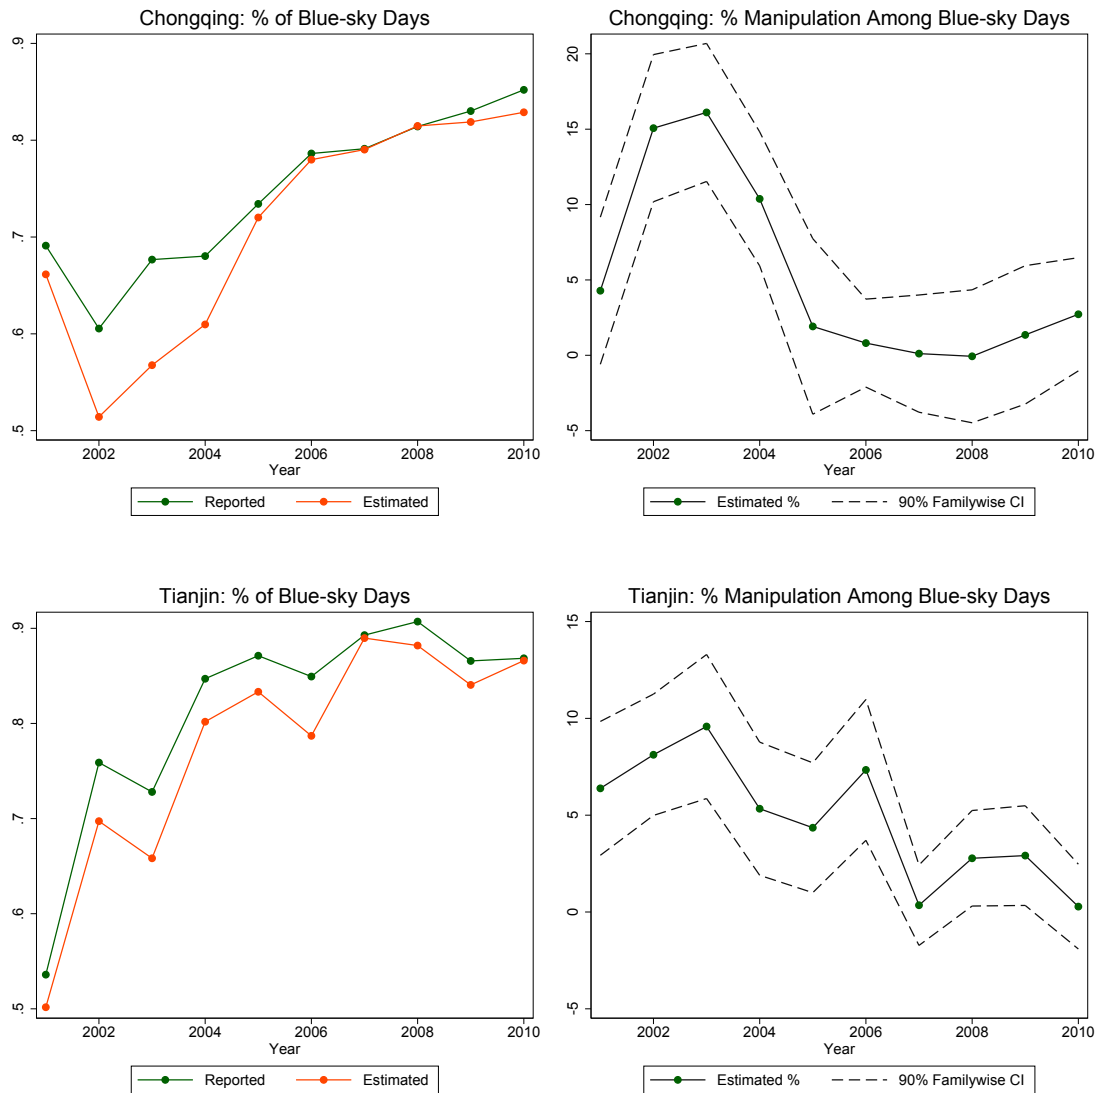 Chongqing: % of Blue-sky Days
.9
.8
.7
.6
.5
2002 2004 2006 2008 2010
Year
Reported Estimated
Chongqing: % Manipulation Among Blue-sky Days
20
15
10
5
0
-5
2002 2004 2006 2008 2010
Year
Estimated % 90% Familywise CI
Tianjin: % of Blue-sky Days
.9
.8
.7
.6
.5
2002 2004 2006 2008 2010
Year
Reported Estimated
Tianjin: % Manipulation Among Blue-sky Days
15
10
5
0
-5
2002 2004 2006 2008 2010
Year
Estimated % 90% Familywise CI